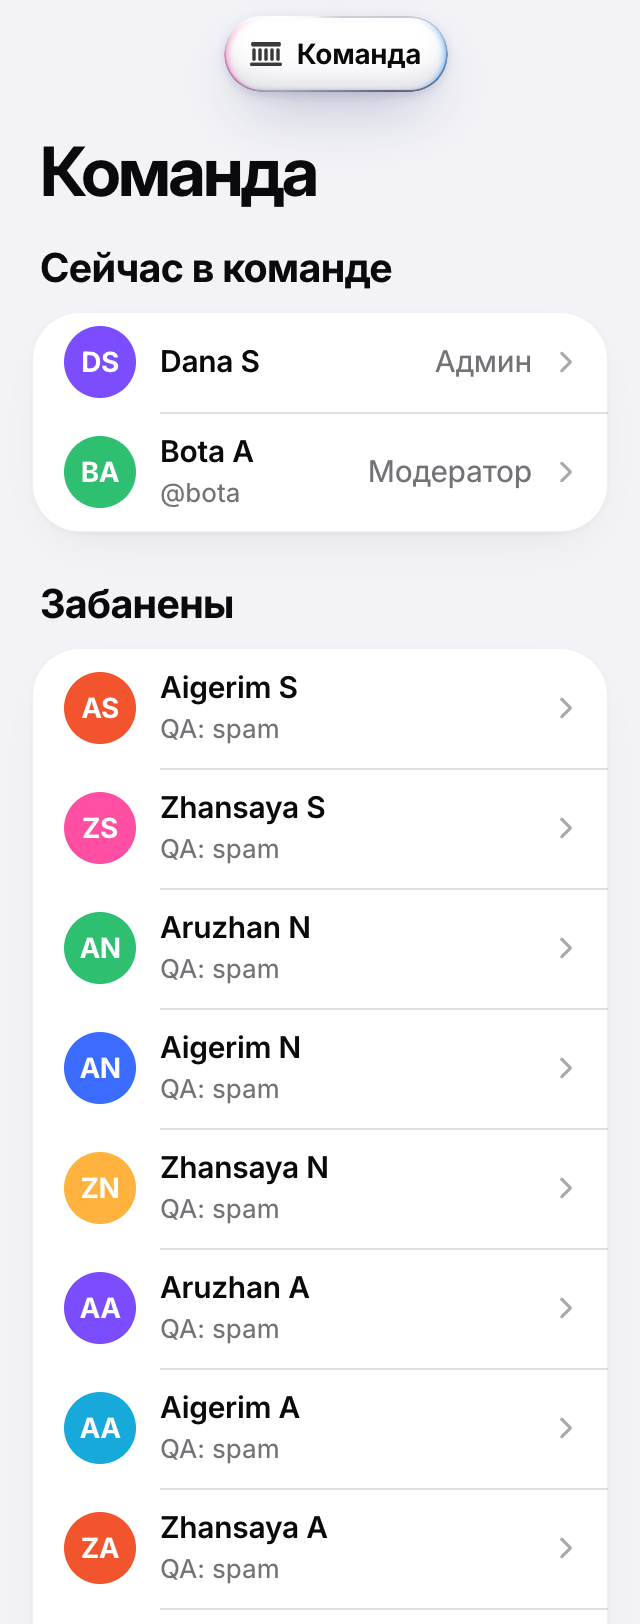 Команда
Команда
Сейчас в команде
DS Dana S Админ
BA Bota A Модератор
@bota
Забанены
AS Aigerim S
QA: spam
ZS Zhansaya S
QA: spam
AN Aruzhan N
QA: spam
AN Aigerim N
QA: spam
ZN Zhansaya N
QA: spam
AA Aruzhan A
QA: spam
AA Aigerim A
QA: spam
ZA Zhansaya A
QA: spam